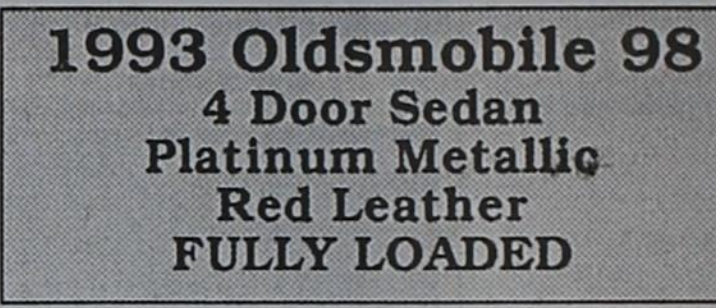 1993 Oldsmobile 98
4 Door Sedan
Platinum Metallic
Red Leather
FULLY LOADED